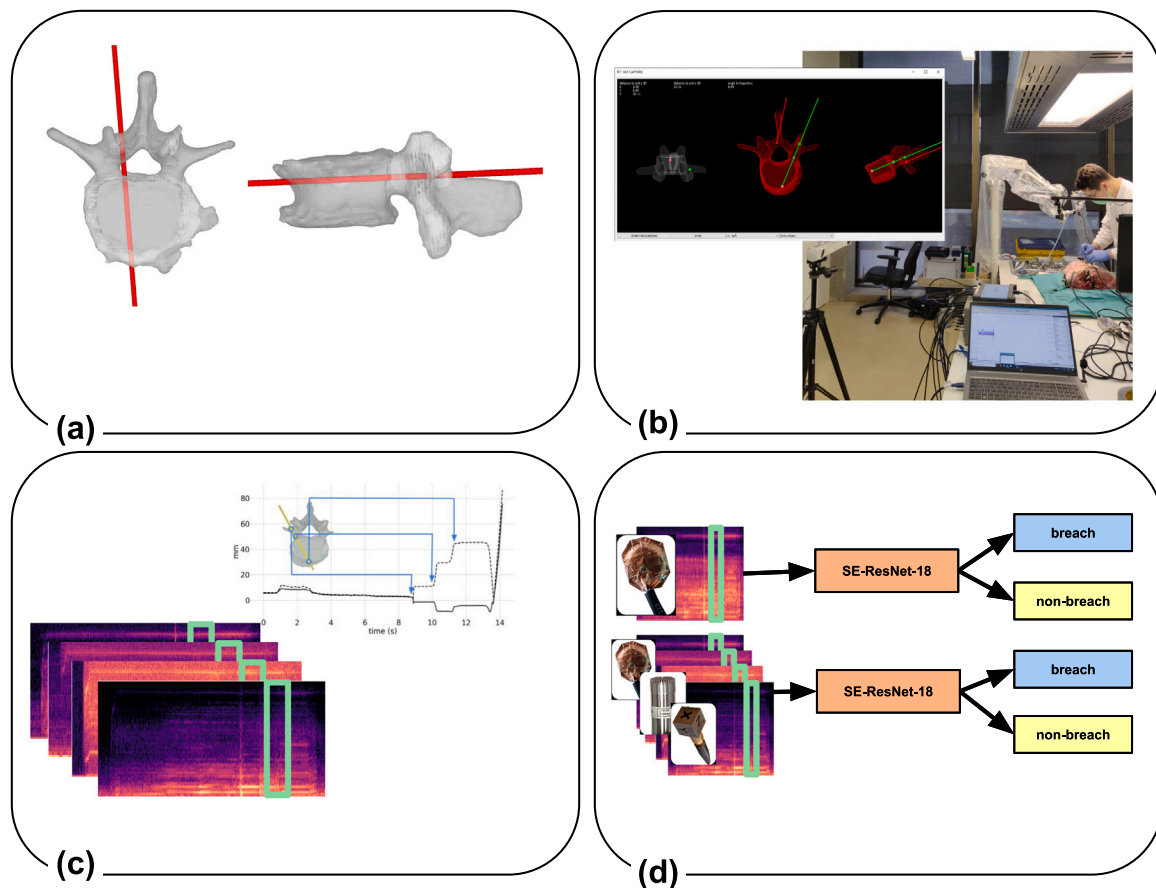 (a)
(b)
80
60
40
20
0
mm
0 2 4 6 8 10 12 14
time (s)
(c)
SE-ResNet-18
breach
non-breach
SE-ResNet-18
breach
non-breach
(d)